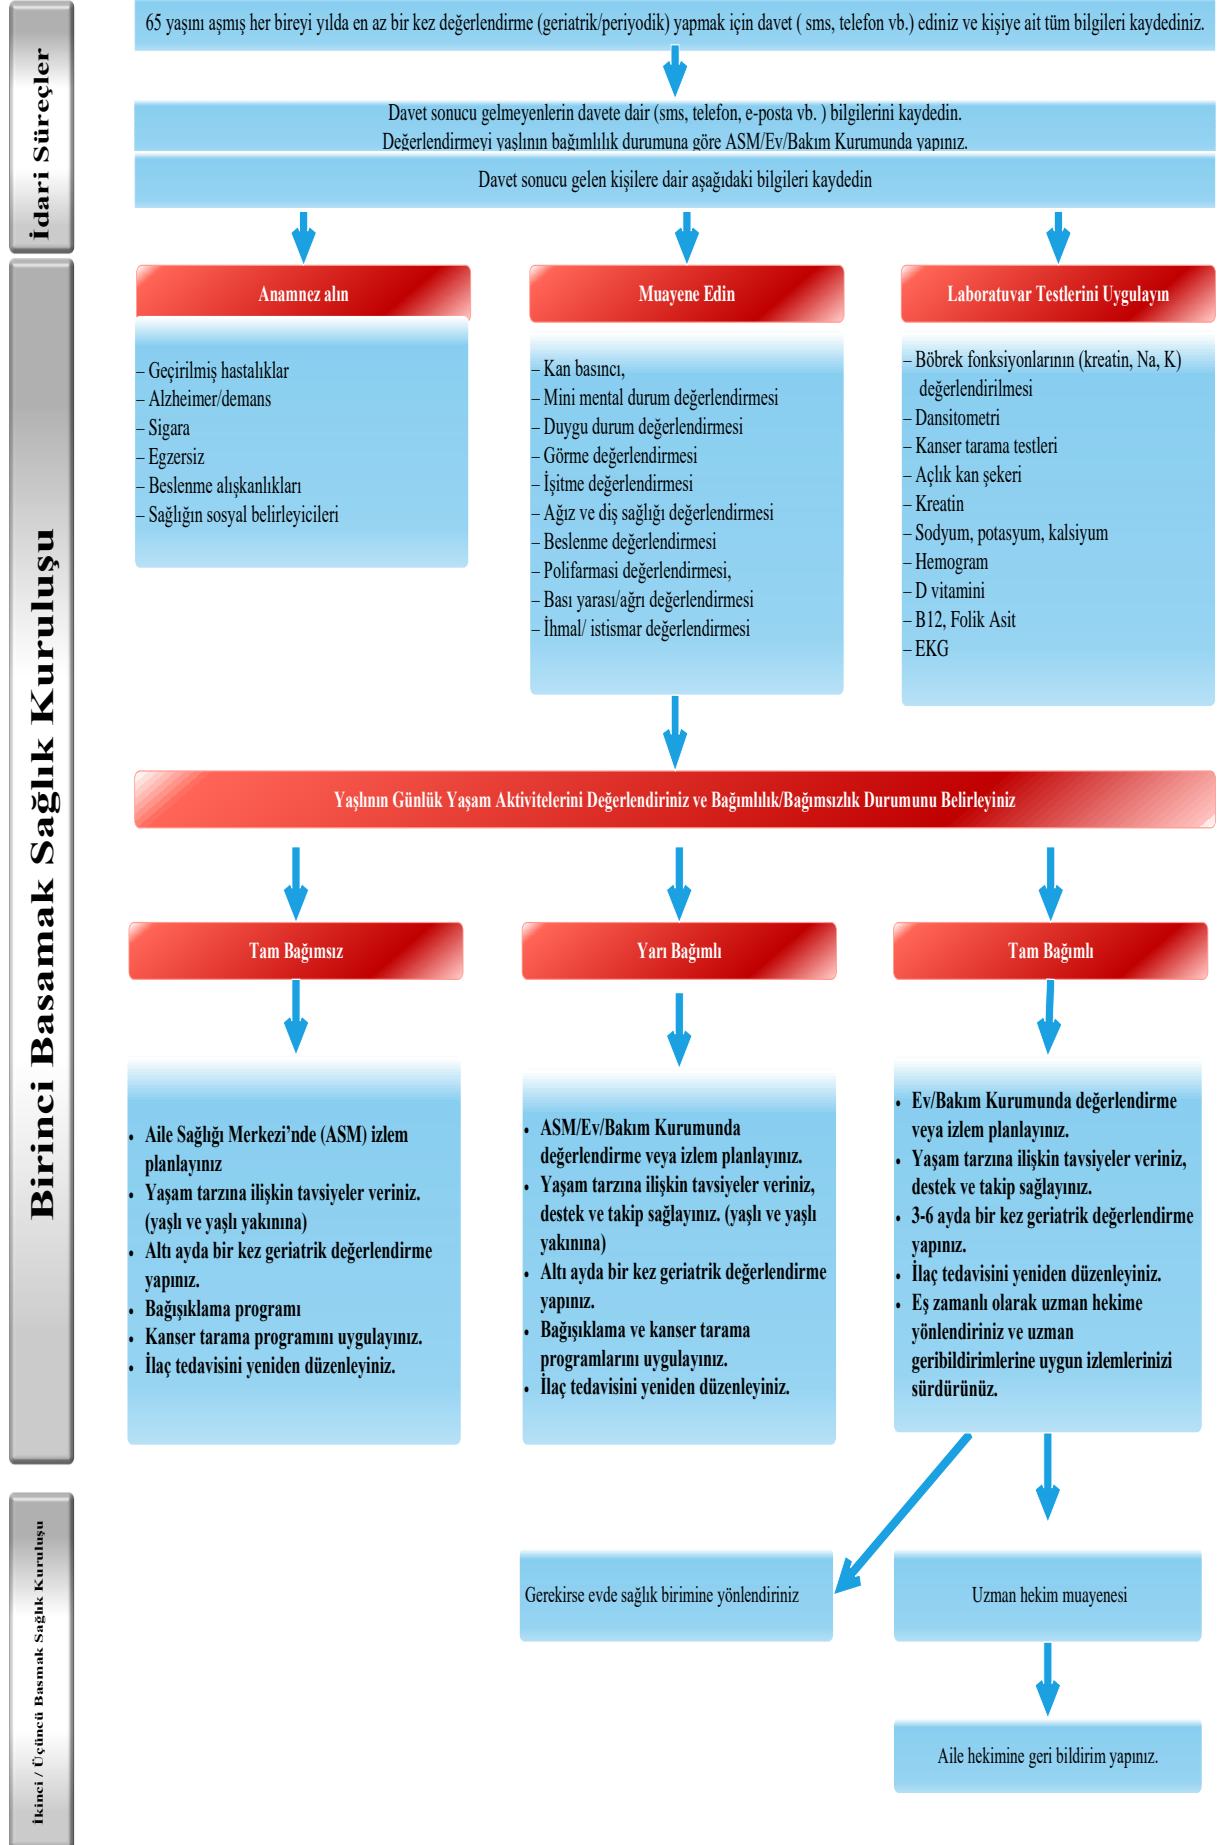 İdari Süreçler
65 yaşını aşmış her bireyi yılda en az bir kez değerlendirme (geriatrik/periyodik) yapmak için davet ( sms, telefon vb.) ediniz ve kişiye ait tüm bilgileri kaydediniz.
Davet sonucu gelmeyenlerin davete dair (sms, telefon, e-posta vb. ) bilgilerini kaydedin.
Değerlendirmeyi yaşlının bağımlılık durumuna göre ASM/Ev/Bakım Kurumunda yapınız.
Davet sonucu gelen kişilere dair aşağıdaki bilgileri kaydedin
Birinci Basamak Sağlık Kuruluşu
Anamnez alın
– Geçirilmiş hastalıklar
– Alzheimer/demans
– Sigara
– Egzersiz
– Beslenme alışkanlıkları
– Sağlığın sosyal belirleyicileri
Muayene Edin
– Kan basıncı,
– Mini mental durum değerlendirmesi
– Duygu durum değerlendirmesi
– Görme değerlendirmesi
– İşitme değerlendirmesi
– Ağız ve diş sağlığı değerlendirmesi
– Beslenme değerlendirmesi
– Polifarmasi değerlendirmesi,
– Bası yarası/ağrı değerlendirmesi
– İhmal/ istismar değerlendirmesi
Laboratuvar Testlerini Uygulayın
– Böbrek fonksiyonlarının (kreatin, Na, K)
değerlendirilmesi
– Dansitometri
– Kanser tarama testleri
– Açlık kan şekeri
– Kreatin
– Sodyum, potasyum, kalsiyum
– Hemogram
– D vitamini
– B12, Folik Asit
– EKG
Yaşlının Günlük Yaşam Aktivitelerini Değerlendiriniz ve Bağımlılık/Bağımsızlık Durumunu Belirleyiniz
Tam Bağımsız
• Aile Sağlığı Merkezi’nde (ASM) izlem
planlayınız
• Yaşam tarzına ilişkin tavsiyeler veriniz.
(yaşlı ve yaşlı yakınına)
• Altı ayda bir kez geriatrik değerlendirme
yapınız.
• Bağışıklama programı
• Kanser tarama programını uygulayınız.
• İlaç tedavisini yeniden düzenleyiniz.
Yarı Bağımlı
• ASM/Ev/Bakım Kurumunda
değerlendirme veya izlem planlayınız.
• Yaşam tarzına ilişkin tavsiyeler veriniz,
destek ve takip sağlayınız. (yaşlı ve yaşlı
yakınına)
• Altı ayda bir kez geriatrik değerlendirme
yapınız.
• Bağışıklama ve kanser tarama
programlarını uygulayınız.
• İlaç tedavisini yeniden düzenleyiniz.
Tam Bağımlı
• Ev/Bakım Kurumunda değerlendirme
veya izlem planlayınız.
• Yaşam tarzına ilişkin tavsiyeler veriniz,
destek ve takip sağlayınız.
• 3-6 ayda bir kez geriatrik değerlendirme
yapınız.
• İlaç tedavisini yeniden düzenleyiniz.
• Eş zamanlı olarak uzman hekime
yönlendiriniz ve uzman
geribildirimlerine uygun izlemlerinizi
sürdürünüz.
İkinci / Üçüncü Basmak Sağlık Kuruluşu
Gerekirse evde sağlık birimine yönlendiriniz
Uzman hekim muayenesi
Aile hekimine geri bildirim yapınız.